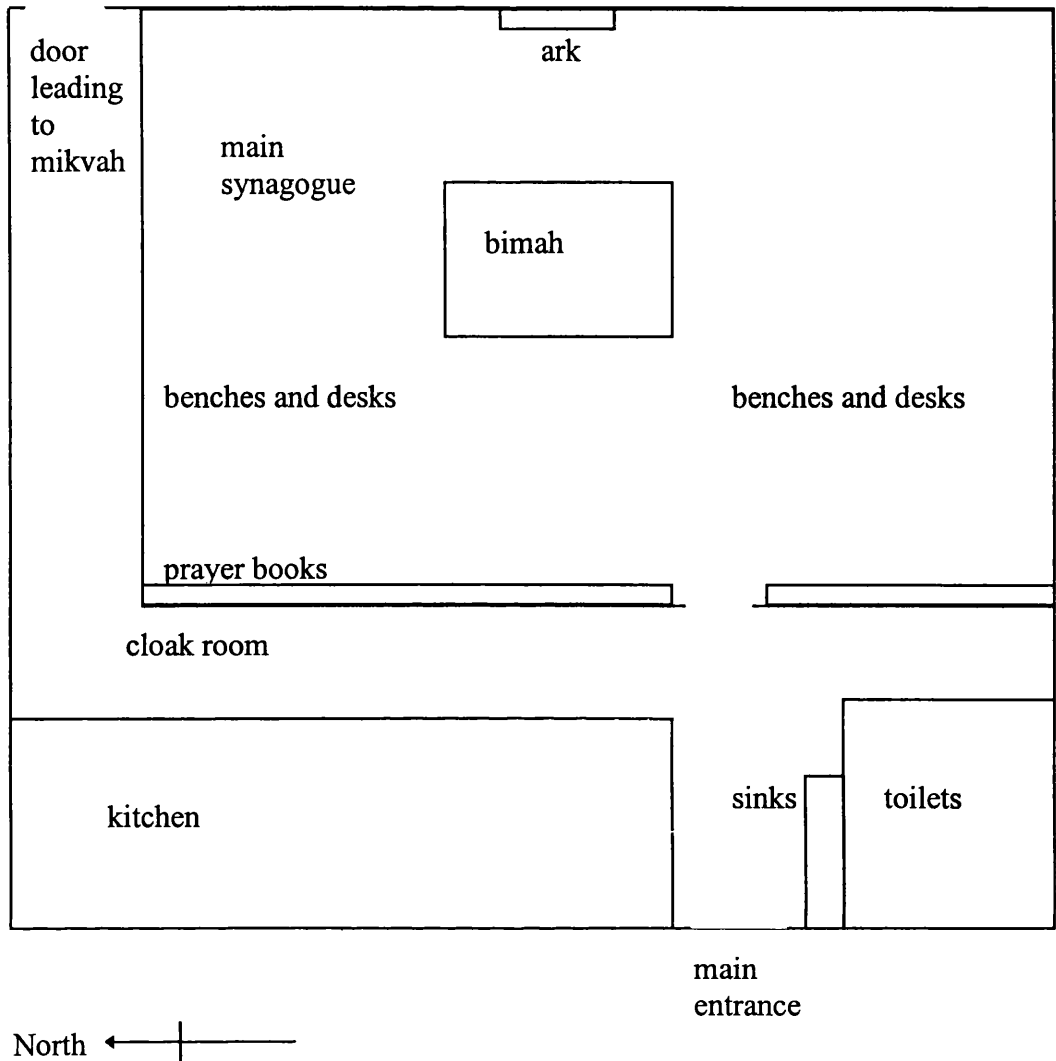 door
leading
to
mikvah
ark
main
synagogue
bimah
benches and desks
benches and desks
prayer books
cloak room
kitchen
sinks
toilets
main
entrance
North